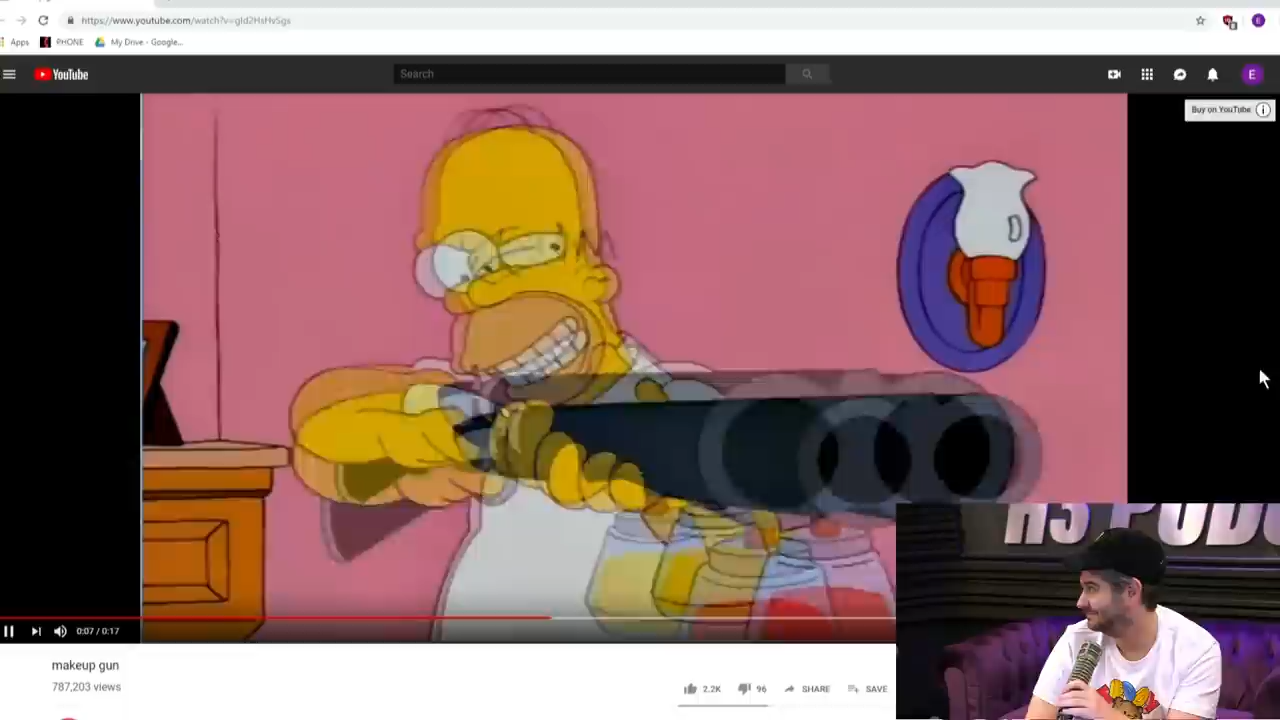 https://www.youtube.com/watch?v=gId2HsHvSgs
Apps PHONE My Drive - Google...
YouTube
Search
E
Buy on YouTube
0:07 / 0:17
makeup gun
787,203 views
2.2K 96 SHARE SAVE
H3 PODC